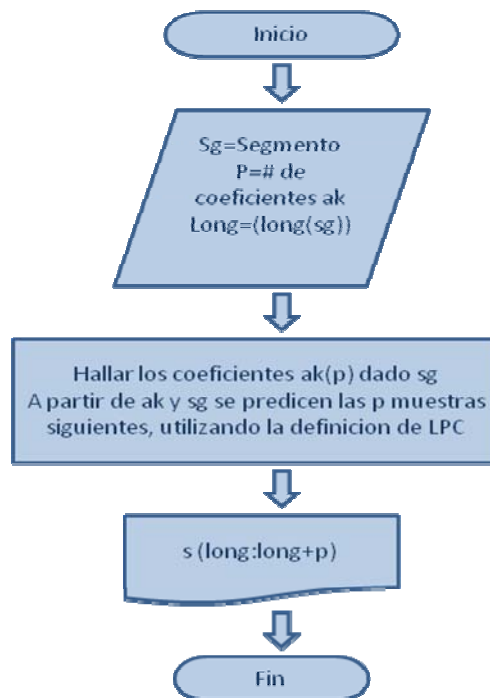 Inicio
Sg=Segmento
P=# de
coeficientes ak
Long=(long(sg))
Hallar los coeficientes ak(p) dado sg
A partir de ak y sg se predicen las p muestras
siguientes, utilizando la definicion de LPC
s (long:long+p)
Fin